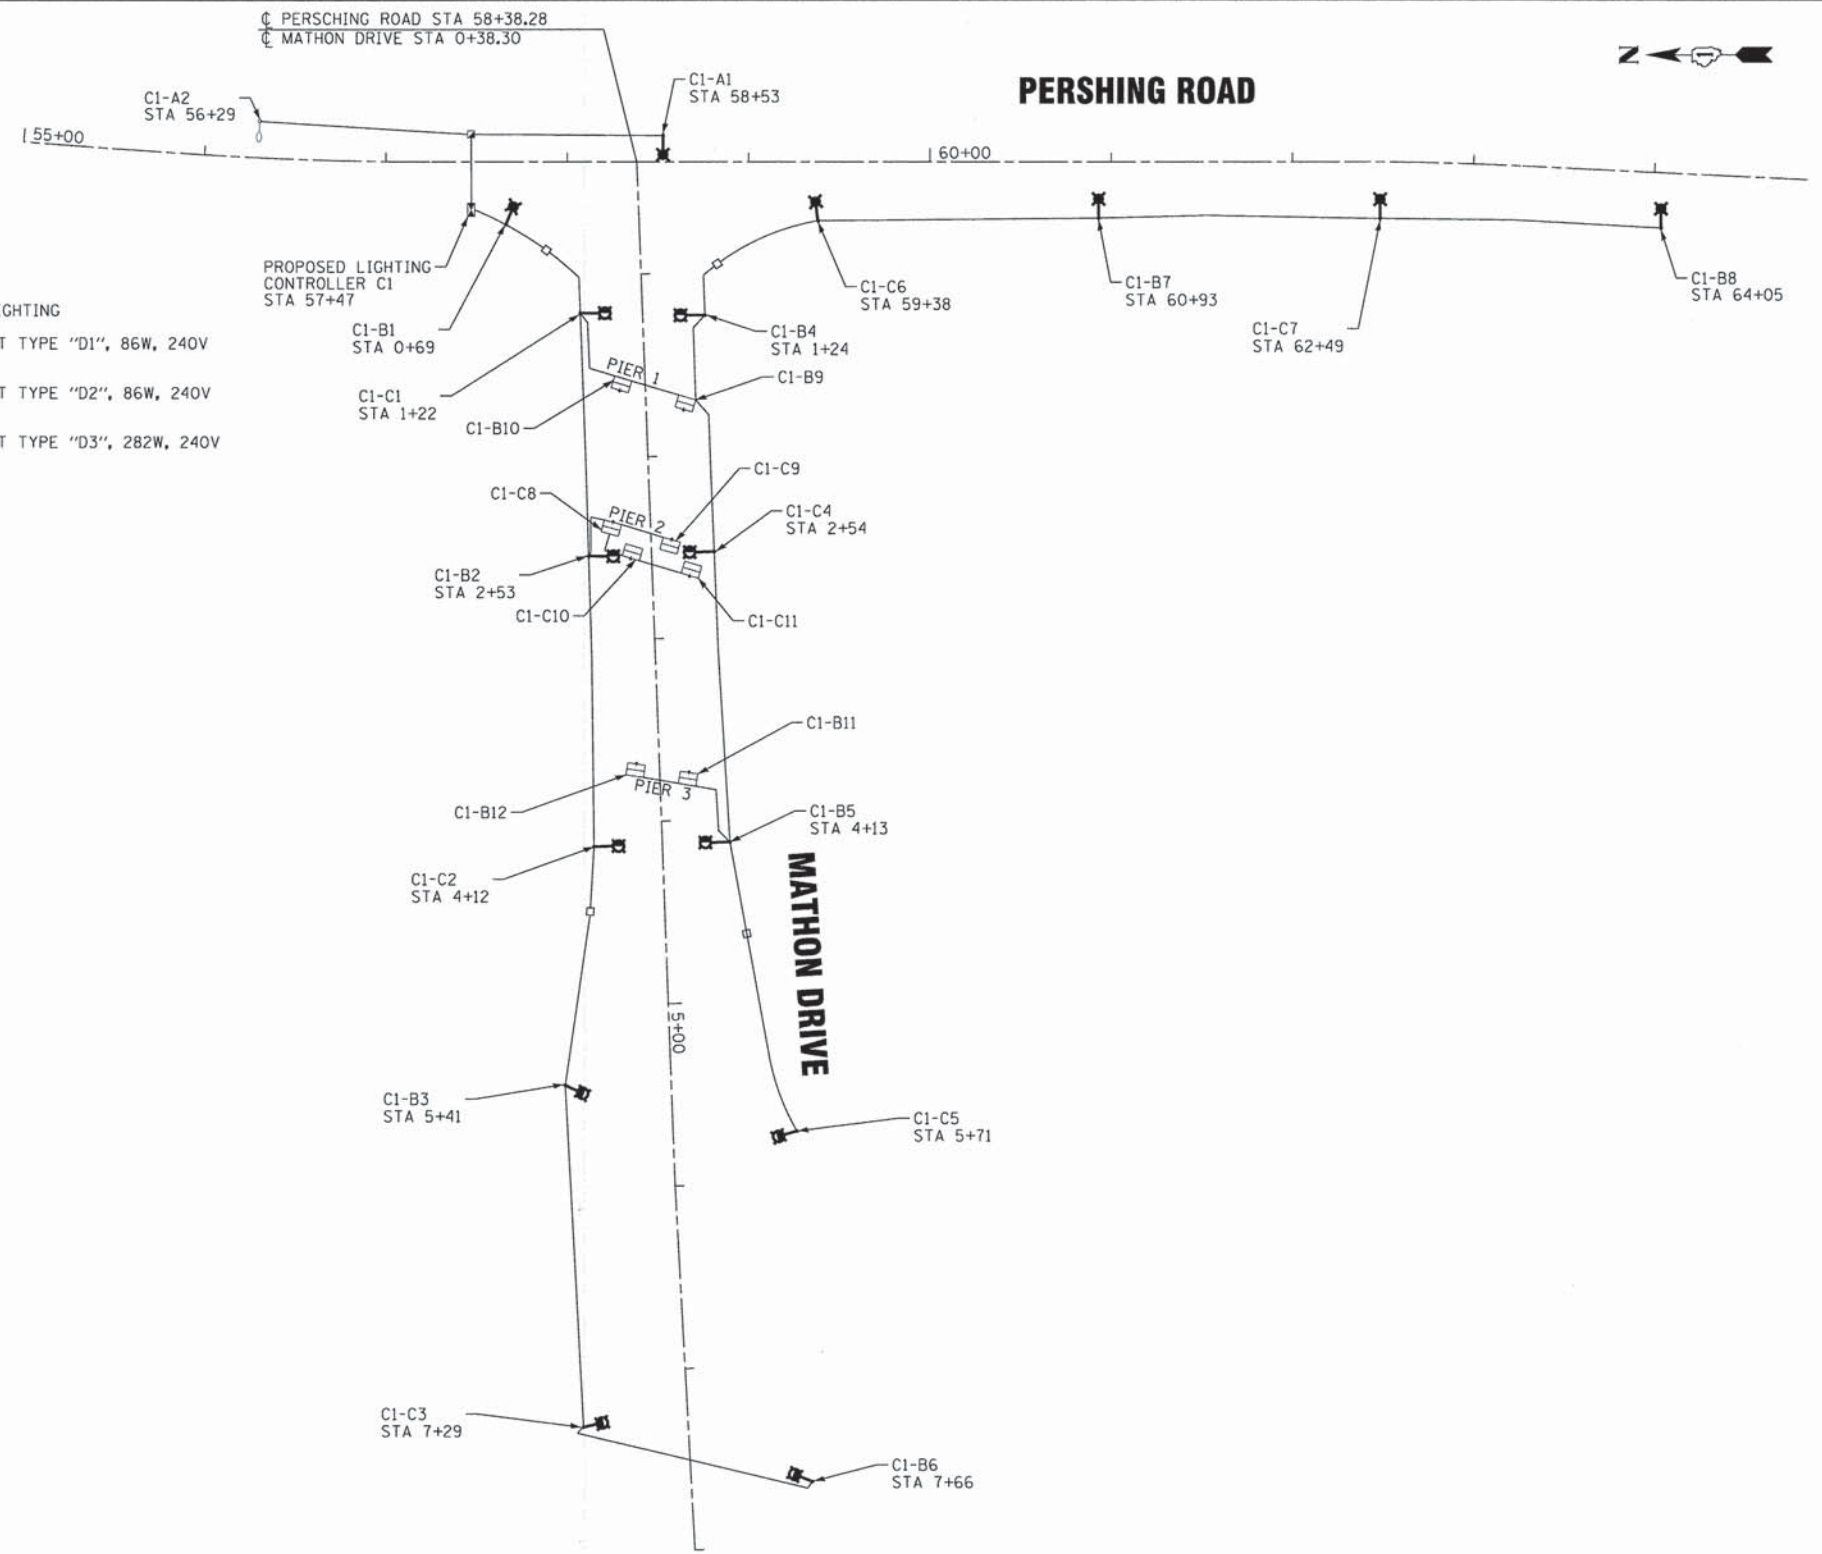 ℄ PERSCHING ROAD STA 58+38.28
℄ MATHON DRIVE STA 0+38.30
N
PERSHING ROAD
C1-A1
STA 58+53
C1-A2
STA 56+29
55+00
60+00
PROPOSED LIGHTING
CONTROLLER C1
STA 57+47
C1-B1
STA 0+69
C1-C6
STA 59+38
C1-B7
STA 60+93
C1-C7
STA 62+49
C1-B8
STA 64+05
IGHTING
T TYPE "D1", 86W, 240V
T TYPE "D2", 86W, 240V
T TYPE "D3", 282W, 240V
C1-B4
STA 1+24
C1-C1
STA 1+22
PIER 1
C1-B9
C1-B10
C1-C9
C1-C8
PIER 2
C1-C4
STA 2+54
C1-B2
STA 2+53
C1-C10
C1-C11
C1-B11
PIER 3
C1-B12
C1-B5
STA 4+13
C1-C2
STA 4+12
MATHON DRIVE
5+00
C1-B3
STA 5+41
C1-C5
STA 5+71
C1-C3
STA 7+29
C1-B6
STA 7+66